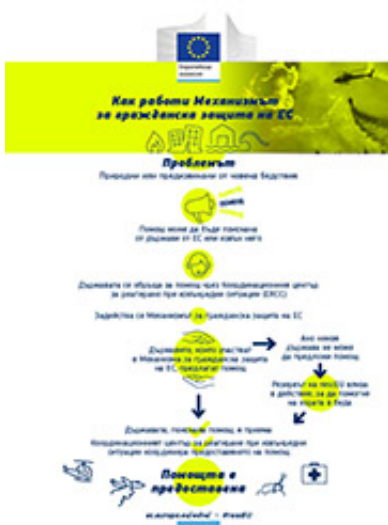 Европейска
комисия
Как работи Механизмът
за гражданска защита на ЕС
Проблемът
Природни или предизвикани от човека бедствия
ПОМОЩ
Помощ може да бъде поискана
от държави от ЕС или извън него
Държавата се обръща за помощ чрез Координационния център
за реагиране при извънредни ситуации (ERCC)
Задейства се Механизмът за гражданска защита на ЕС
Държавите, които участват
в Механизма за гражданска защита
на ЕС, предлагат помощ
Ако никоя
държава не може
да предложи помощ
Резервът на rescEU влиза
в действие, за да помогне
на хората в беда
Държавата, поискала помощ, я приема
Координационният център за реагиране при извънредни
ситуации координира предоставянето на помощ
Помощта е
предоставена